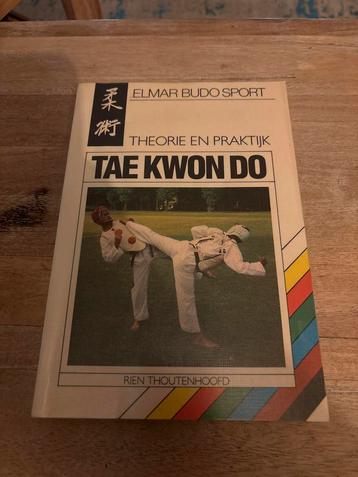 柔術
ELMAR BUDO SPORT
THEORIE EN PRAKTIJK
TAE KWON DO
RIEN THOUTENHOOFD